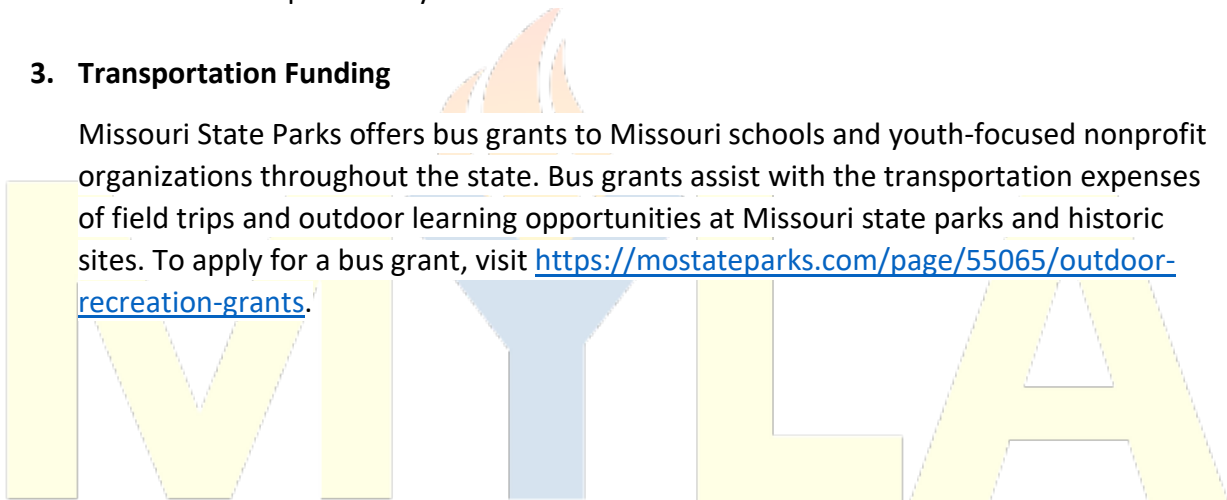 3. Transportation Funding
Missouri State Parks offers bus grants to Missouri schools and youth-focused nonprofit
organizations throughout the state. Bus grants assist with the transportation expenses
of field trips and outdoor learning opportunities at Missouri state parks and historic
sites. To apply for a bus grant, visit https://mostateparks.com/page/55065/outdoor-
recreation-grants.
MYLA